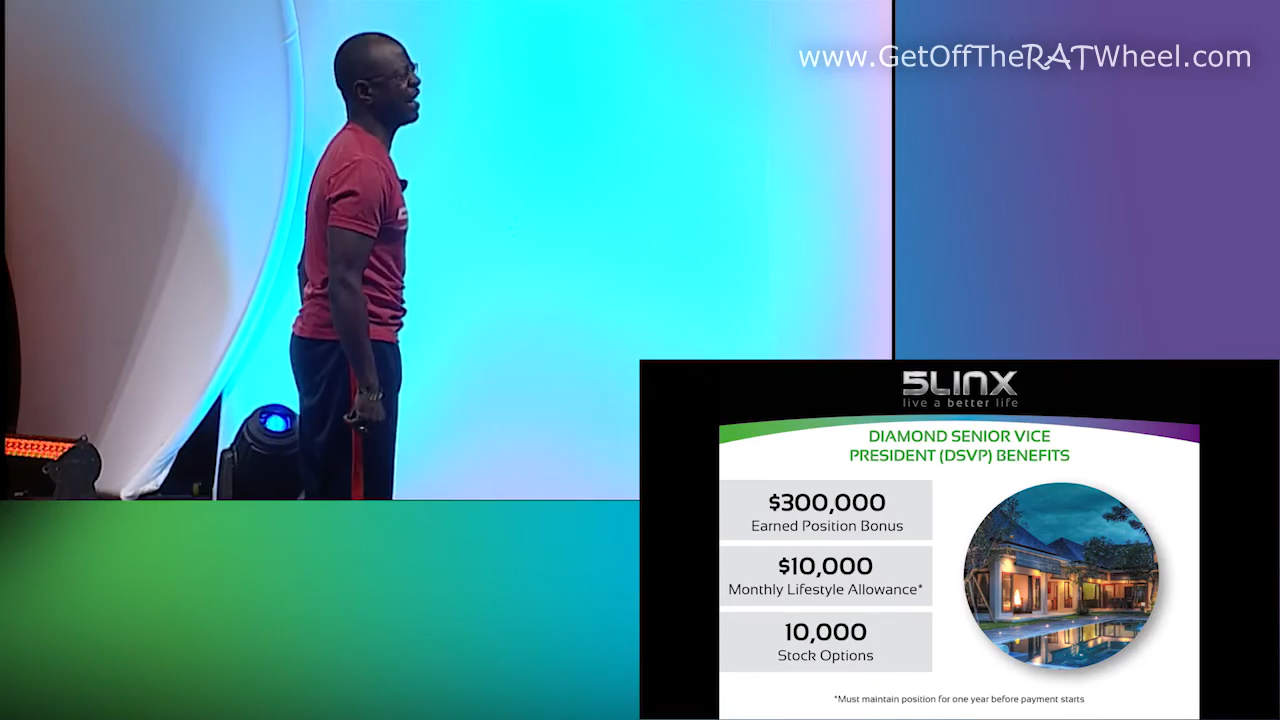 www.GetOffTheRATWheel.com
5LINX
live a better life
DIAMOND SENIOR VICE
PRESIDENT (DSVP) BENEFITS
$300,000
Earned Position Bonus
$10,000
Monthly Lifestyle Allowance*
10,000
Stock Options
*Must maintain position for one year before payment starts